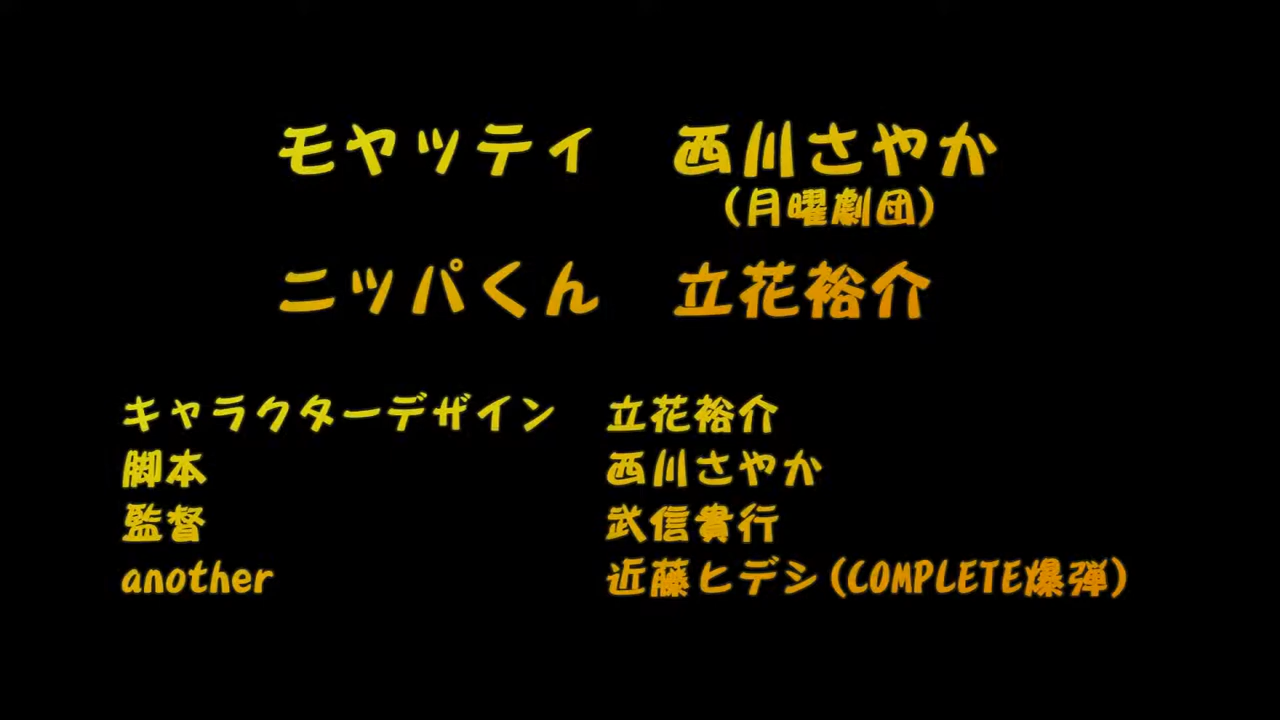 モヤッティ　西川さやか
(月曜劇団)
ニッパくん　立花裕介
キャラクターデザイン　立花裕介
脚本　西川さやか
監督　武信貴行
another　近藤ヒデシ(COMPLETE爆弾)